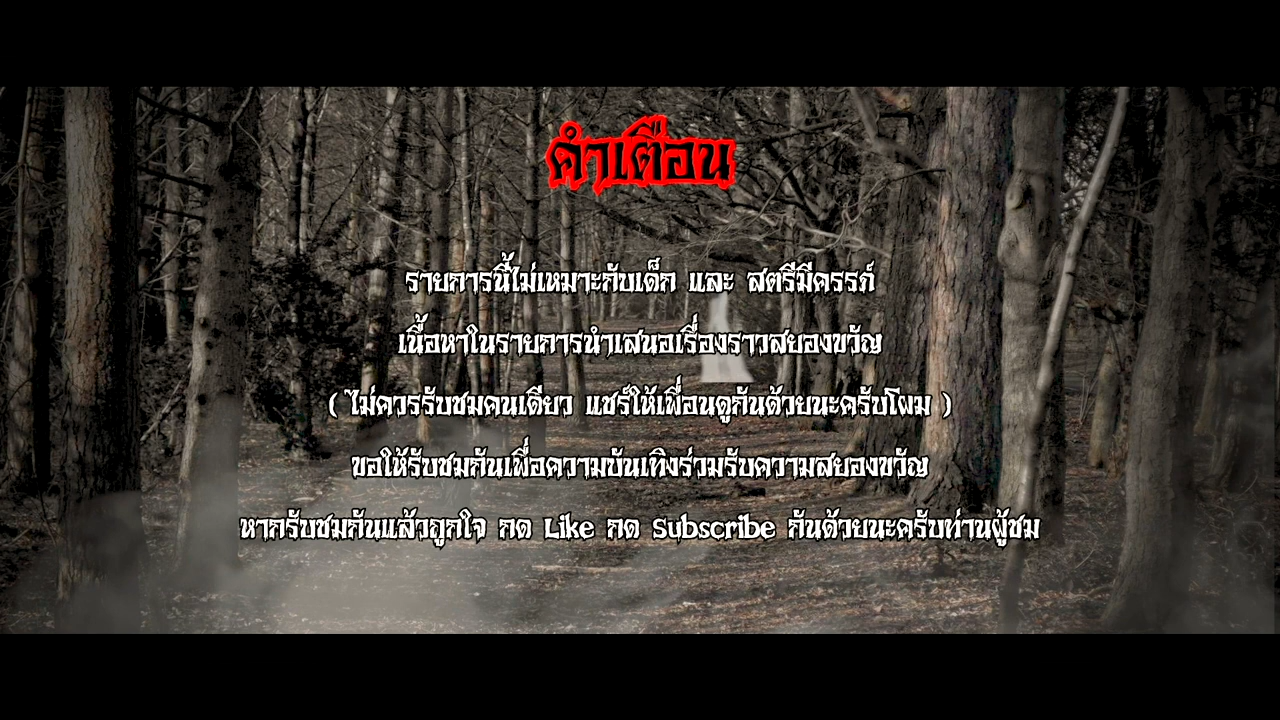 คำเตือน
รายการนี้ไม่เหมาะกับเด็ก และ สตรีมีครรภ์
เนื้อหาในรายการนำเสนอเรื่องราวสยองขวัญ
( ไม่ควรรับชมคนเดียว แชร์ให้เพื่อนดูกันด้วยนะครับโผม )
ขอให้รับชมกันเพื่อความบันเทิงร่วมรับความสยองขวัญ
หากรับชมกันแล้วถูกใจ กด Like กด Subscribe กันด้วยนะครับท่านผู้ชม